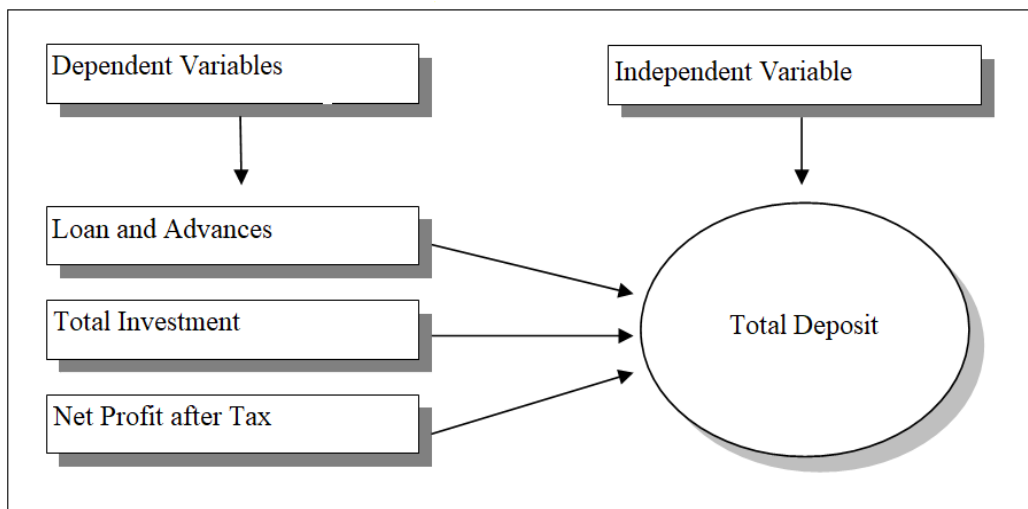 Dependent Variables
Independent Variable
Loan and Advances
Total Investment
Total Deposit
Net Profit after Tax